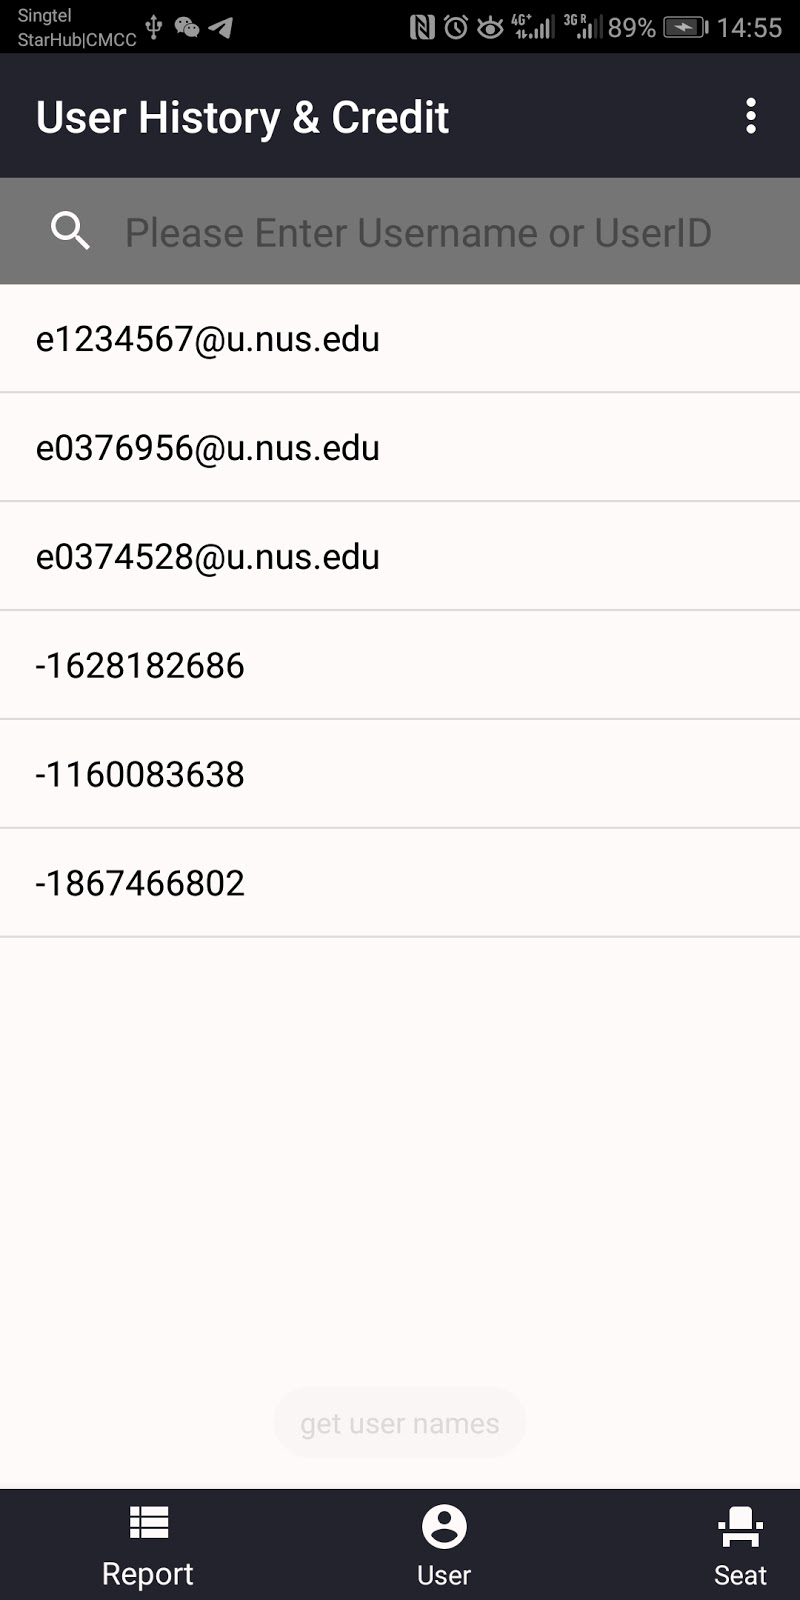 Singtel
StarHub|CMCC
4G+ 3G R 89% 14:55
User History & Credit
Please Enter Username or UserID
e1234567@u.nus.edu
e0376956@u.nus.edu
e0374528@u.nus.edu
-1628182686
-1160083638
-1867466802
get user names
Report User Seat